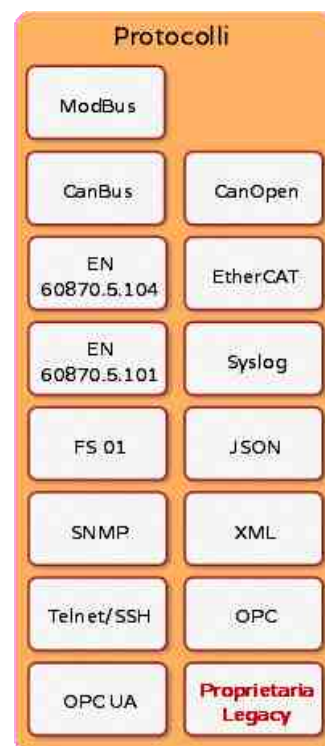 Protocolli
ModBus
CanBus
CanOpen
EN
60870.5.104
EtherCAT
EN
60870.5.101
Syslog
FS 01
JSON
SNMP
XML
Telnet/SSH
OPC
OPC UA
Proprietaria
Legacy